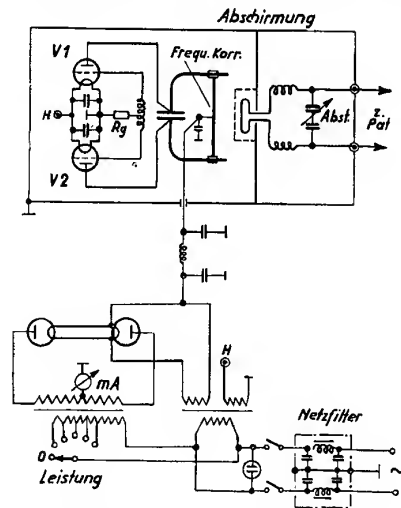 Abschirmung
V1
Frequ. Korr.
H
Rg
Abst.
z. Pat
V2
H
mA
Netzfilter
0
Leistung